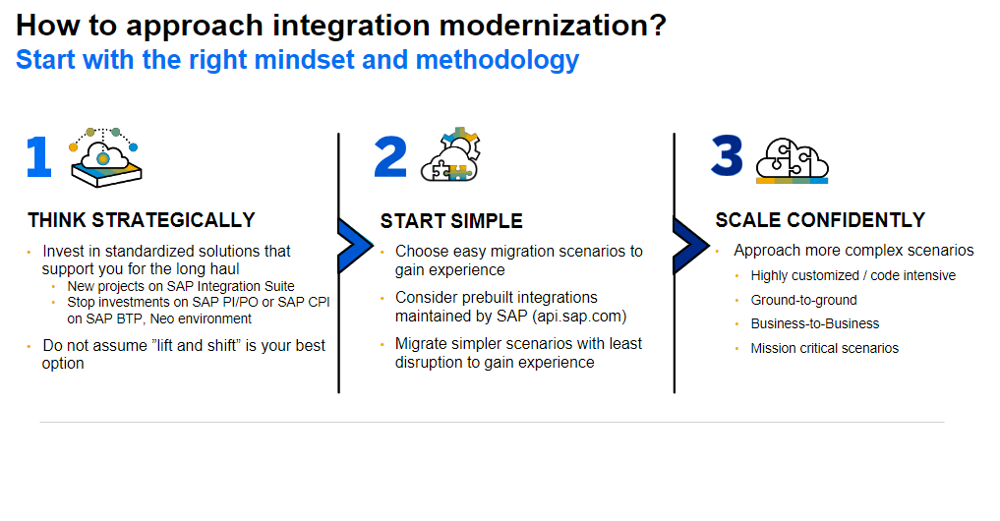 How to approach integration modernization?
Start with the right mindset and methodology
1
THINK STRATEGICALLY
• Invest in standardized solutions that
support you for the long haul
• New projects on SAP Integration Suite
• Stop investments on SAP PI/PO or SAP CPI
on SAP BTP, Neo environment
• Do not assume ”lift and shift” is your best
option
2
START SIMPLE
• Choose easy migration scenarios to
gain experience
• Consider prebuilt integrations
maintained by SAP (api.sap.com)
• Migrate simpler scenarios with least
disruption to gain experience
3
SCALE CONFIDENTLY
• Approach more complex scenarios
• Highly customized / code intensive
• Ground-to-ground
• Business-to-Business
• Mission critical scenarios